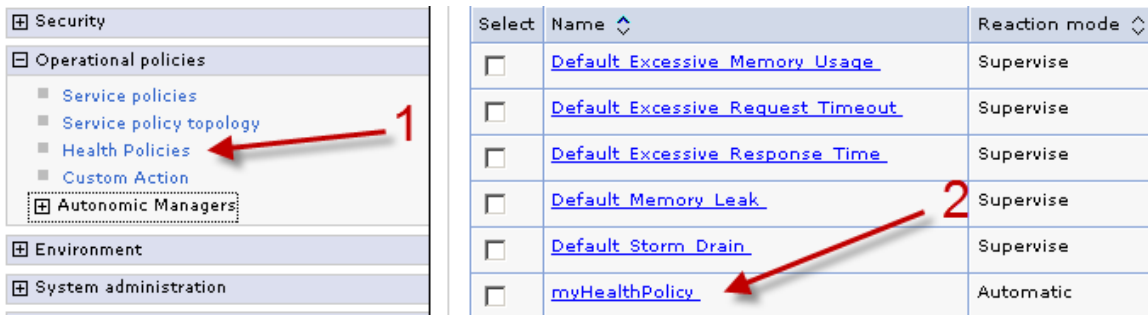 Security
Operational policies
Service policies
Service policy topology
Health Policies
Custom Action
Autonomic Managers
Environment
System administration
1
Select Name Reaction mode
Default Excessive Memory Usage Supervise
Default Excessive Request Timeout Supervise
Default Excessive Response Time Supervise
Default Memory Leak Supervise
Default Storm Drain Supervise
myHealthPolicy Automatic
2